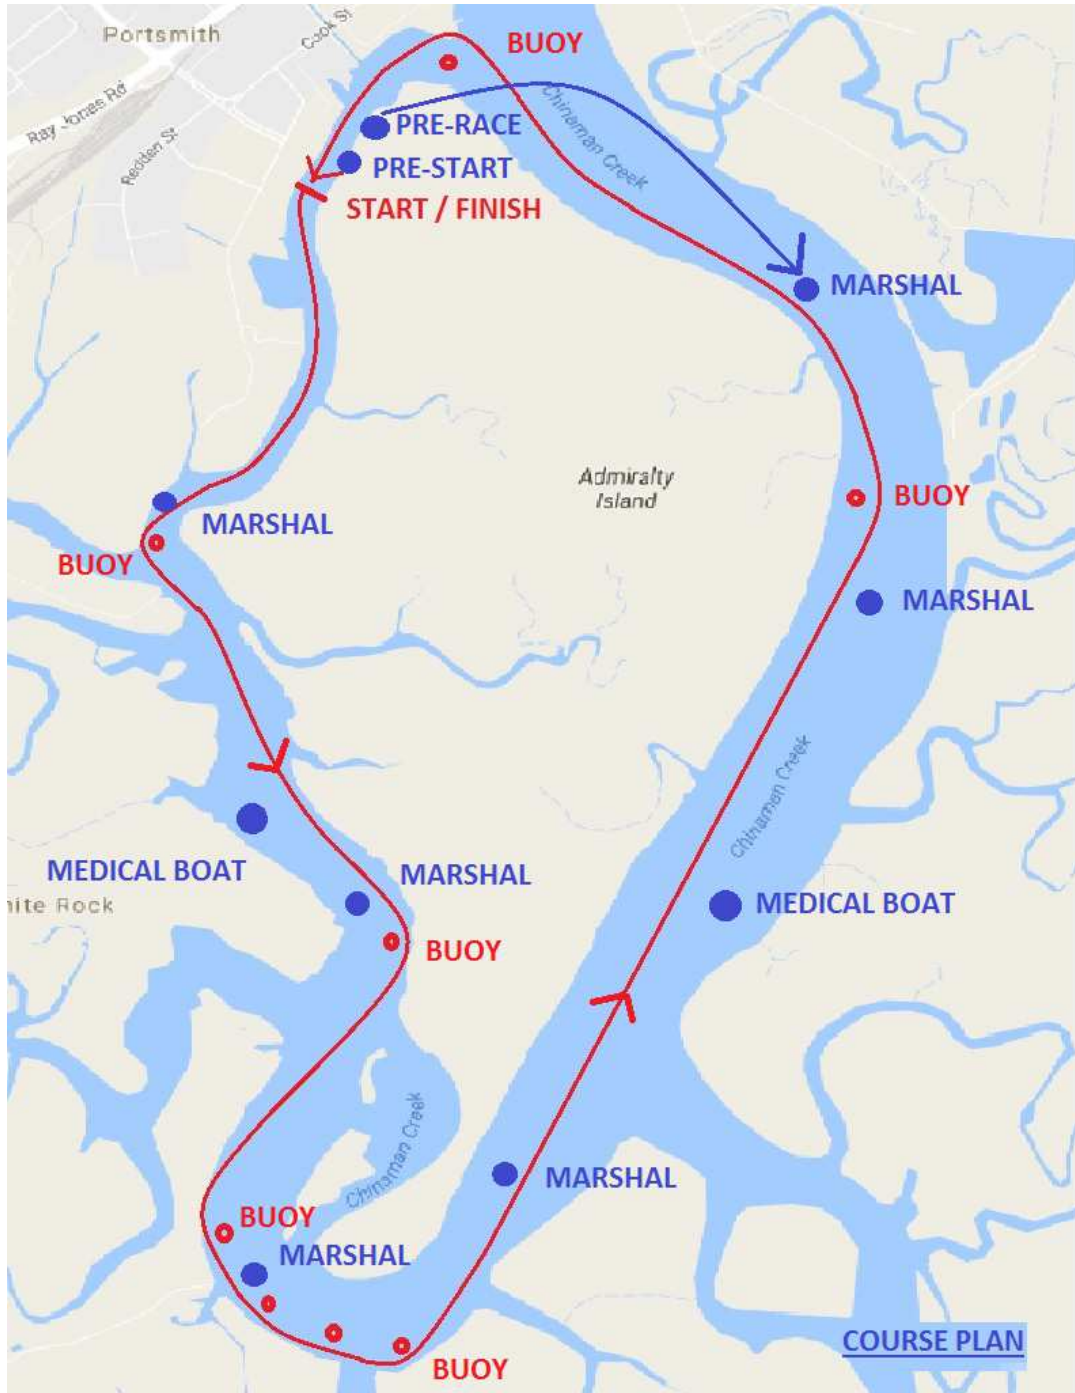 Portsmith
Cook St
BUOY
Ray Jones Rd
Redden St
PRE-RACE
PRE-START
START / FINISH
Chinaman Creek
MARSHAL
Admiralty
Island
BUOY
MARSHAL
BUOY
MARSHAL
Chinaman Creek
MEDICAL BOAT
MARSHAL
MEDICAL BOAT
hite Rock
BUOY
Chinaman Creek
MARSHAL
BUOY
MARSHAL
COURSE PLAN
BUOY